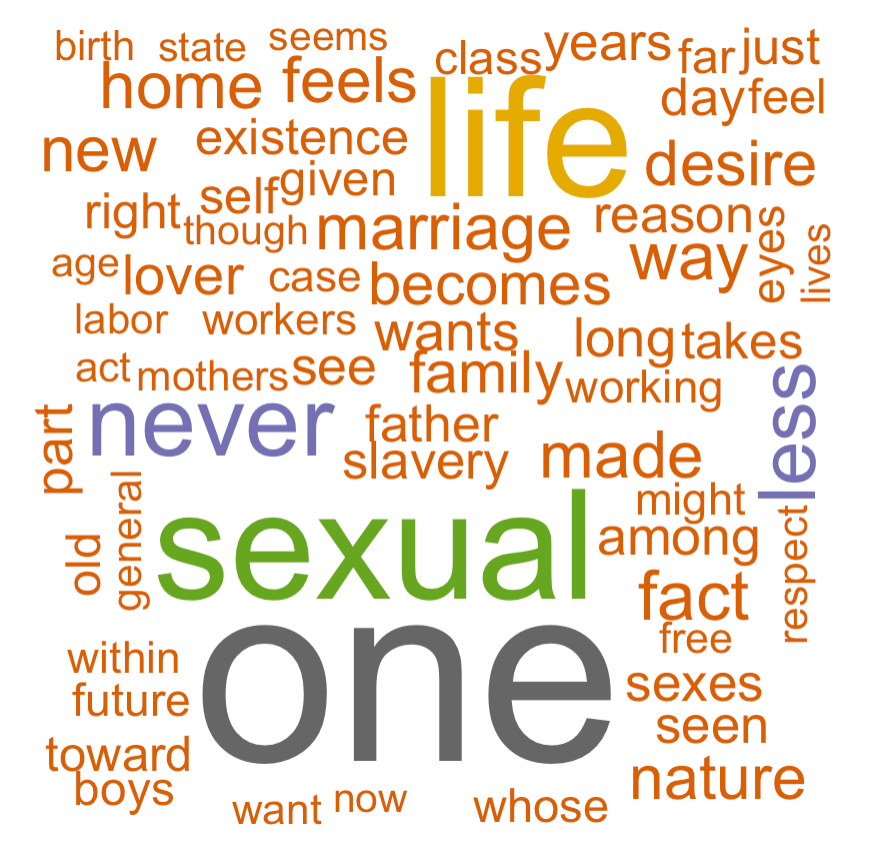 birth state seems class years far just
home feels life day feel
new existence desire
right self given marriage reason eyes
though way lives
age lover case becomes
labor workers wants long takes
act mothers see family working
part never father less
slavery made
general sexual might
old among respect
fact
one free
within sexes
future seen
toward nature
boys want now whose